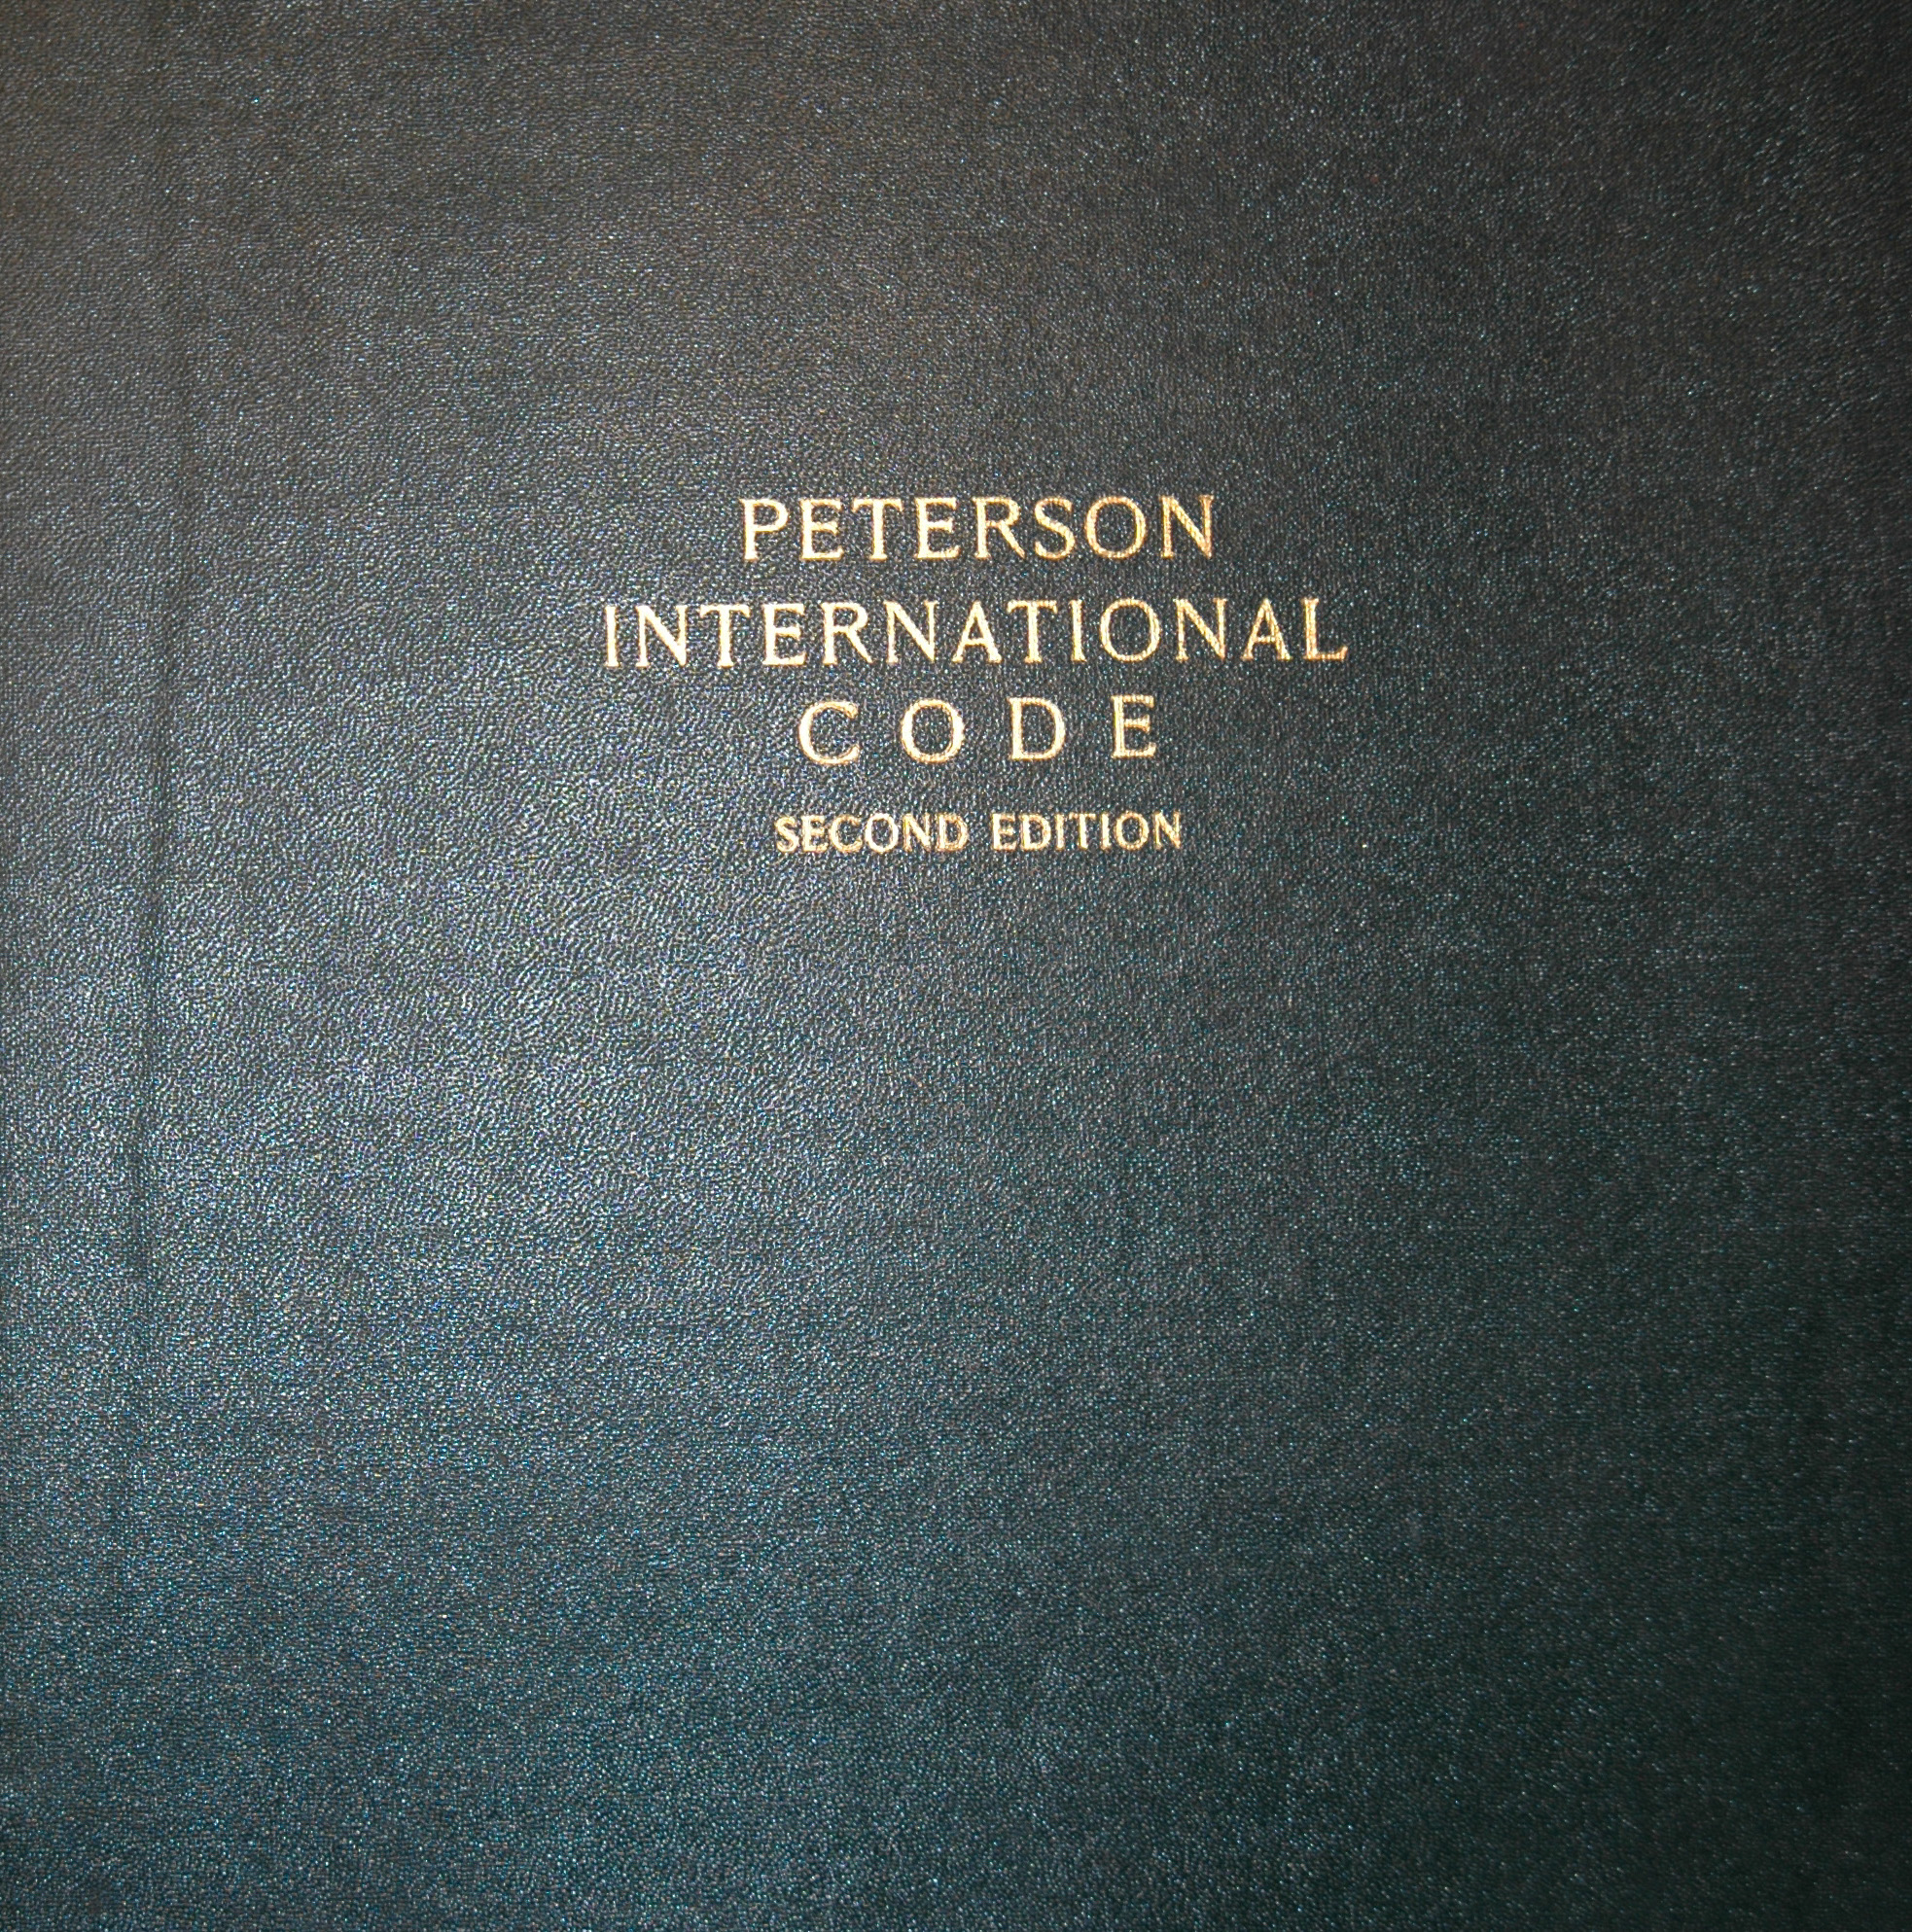 PETERSON
INTERNATIONAL
CODE
SECOND EDITION